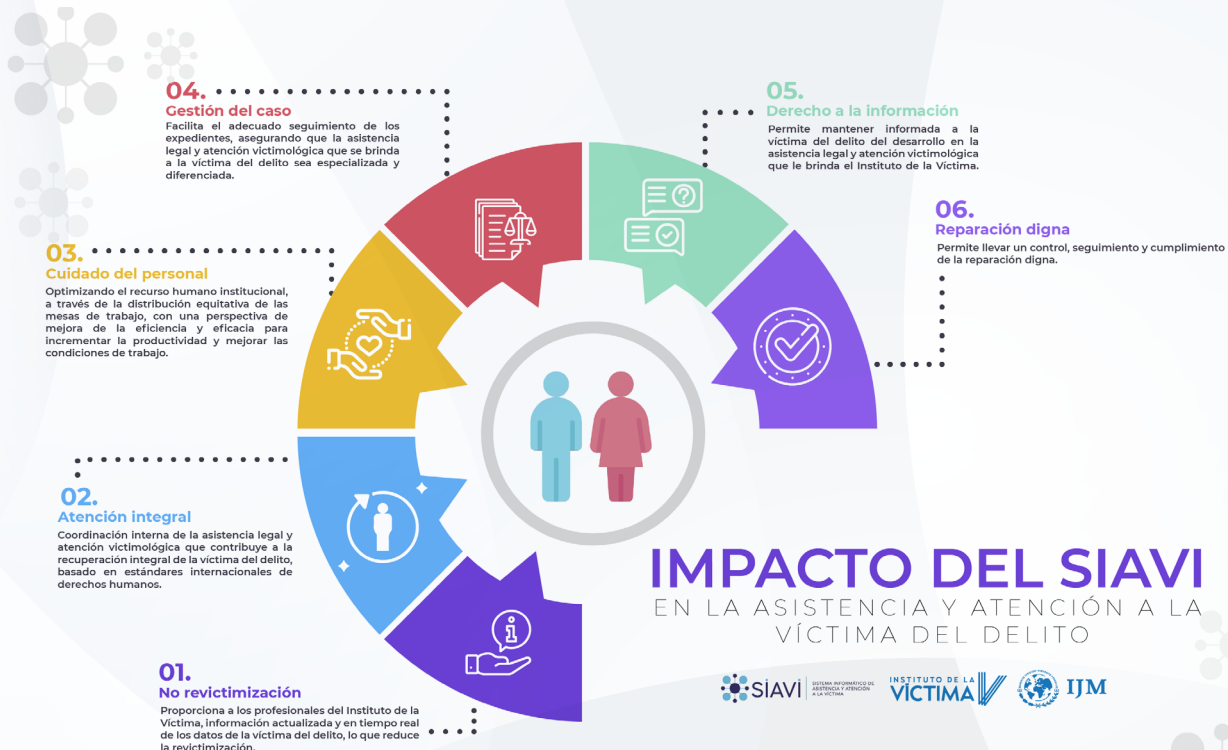 04.
Gestión del caso
Facilita el adecuado seguimiento de los
expedientes, asegurando que la asistencia
legal y atención victimológica que se brinda
a la víctima del delito sea especializada y
diferenciada.
05.
Derecho a la información
Permite mantener informada a la
víctima del delito del desarrollo en la
asistencia legal y atención victimológica
que le brinda el Instituto de la Víctima.
06.
Reparación digna
Permite llevar un control, seguimiento y cumplimiento
de la reparación digna.
03.
Cuidado del personal
Optimizando el recurso humano institucional,
a través de la distribución equitativa de las
mesas de trabajo, con una perspectiva de
mejora de la eficiencia y eficacia para
incrementar la productividad y mejorar las
condiciones de trabajo.
02.
Atención integral
Coordinación interna de la asistencia legal y
atención victimológica que contribuye a la
recuperación integral de la víctima del delito,
basado en estándares internacionales de
derechos humanos.
01.
No revictimización
Proporciona a los profesionales del Instituto de la
Víctima, información actualizada y en tiempo real
de los datos de la víctima del delito, lo que reduce
la revictimización.
IMPACTO DEL SIAVI
EN LA ASISTENCIA Y ATENCIÓN A LA
VÍCTIMA DEL DELITO
SIAVI
SISTEMA INFORMÁTICO DE
ASISTENCIA Y ATENCIÓN
A LA VÍCTIMA
INSTITUTO DE LA
VÍCTIMA
IJM